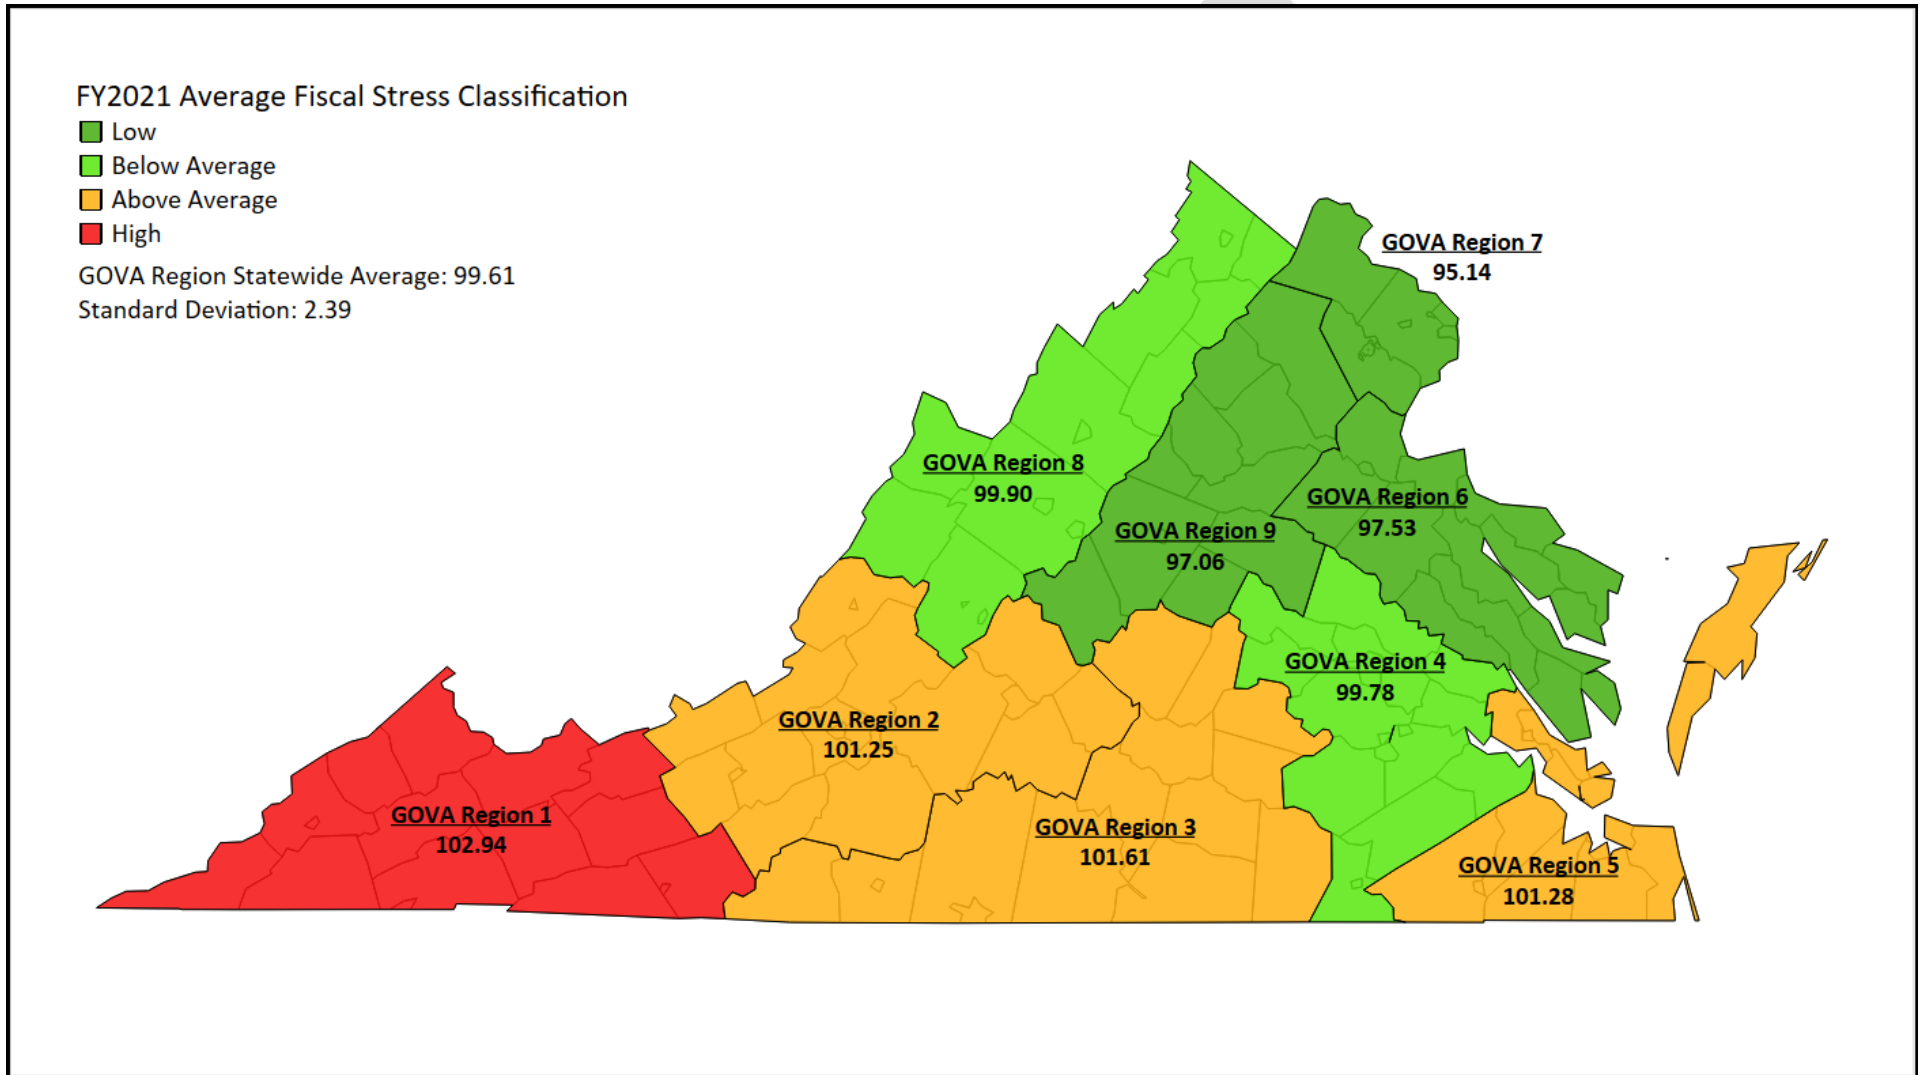 FY2021 Average Fiscal Stress Classification
Low
Below Average
Above Average
High
GOVA Region Statewide Average: 99.61
Standard Deviation: 2.39
GOVA Region 7
95.14
GOVA Region 8
99.90
GOVA Region 6
97.53
GOVA Region 9
97.06
GOVA Region 4
99.78
GOVA Region 2
101.25
GOVA Region 1
102.94
GOVA Region 3
101.61
GOVA Region 5
101.28